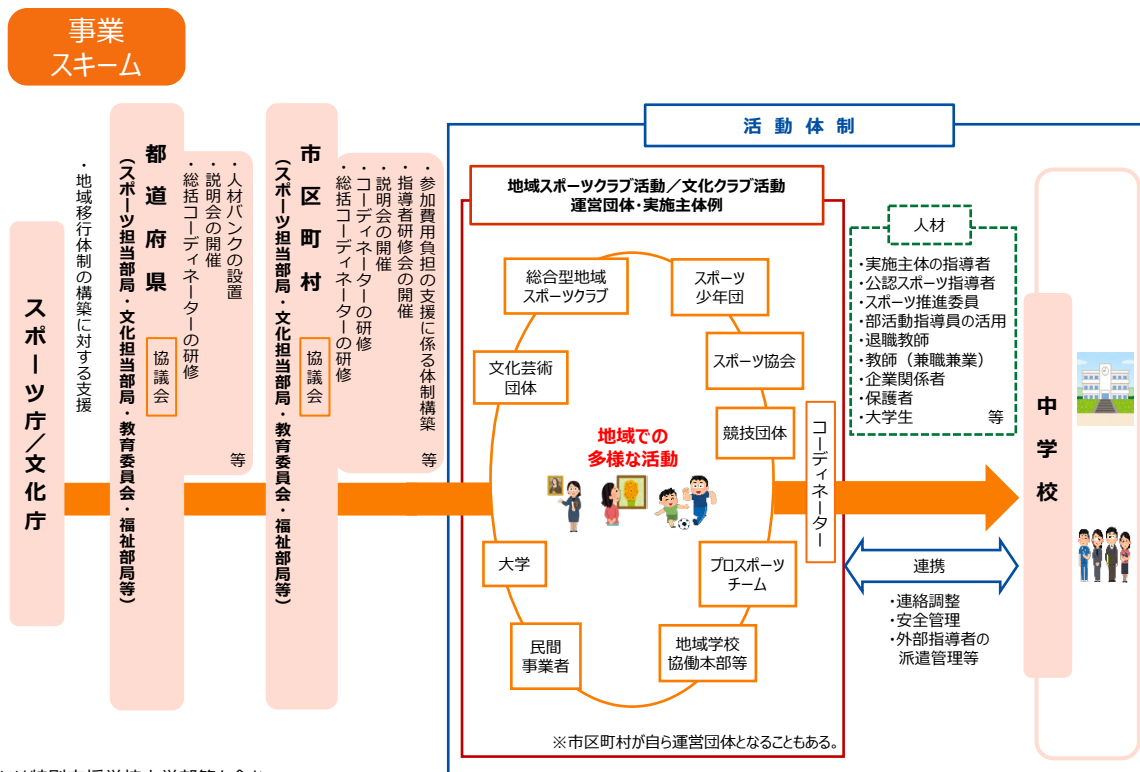 事業
スキーム
スポーツ庁／文化庁
・地域移行体制の構築に対する支援
都道府県
（スポーツ担当部局・文化担当部局・教育委員会・福祉部局等）
協議会
・人材バンクの設置
・説明会の開催
・総括コーディネーターの研修
等
市区町村
（スポーツ担当部局・文化担当部局・教育委員会・福祉部局等）
協議会
・参加費用負担の支援に係る体制構築
・指導者研修会の開催
・説明会の開催
・コーディネーターの研修
・総括コーディネーターの研修
等
活動体制
地域スポーツクラブ活動／文化クラブ活動
運営団体・実施主体例
総合型地域
スポーツクラブ
スポーツ
少年団
文化芸術
団体
スポーツ協会
競技団体
地域での
多様な活動
大学
プロスポーツ
チーム
民間
事業者
地域学校
協働本部等
コーディネーター
※市区町村が自ら運営団体となることもある。
人材
・実施主体の指導者
・公認スポーツ指導者
・スポーツ推進委員
・部活動指導員の活用
・退職教師
・教師（兼職兼業）
・企業関係者
・保護者
・大学生 等
連携
・連絡調整
・安全管理
・外部指導者の
派遣管理等
中学校